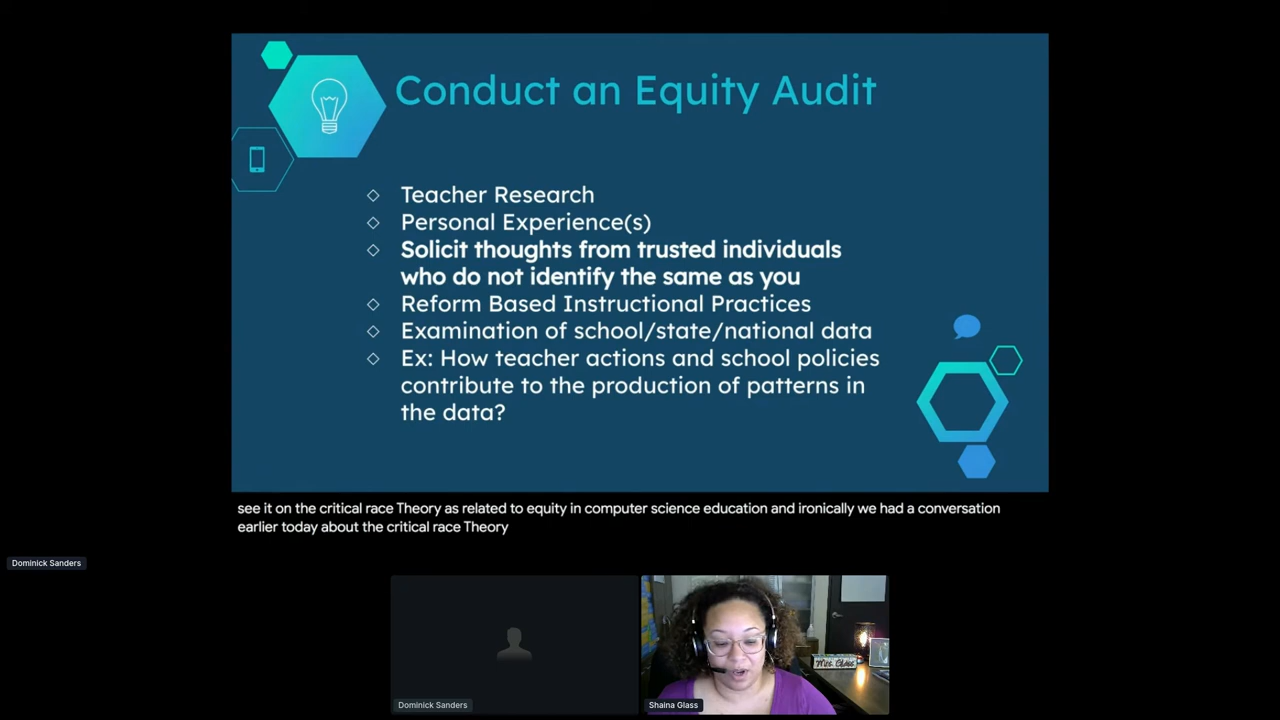 Conduct an Equity Audit
Teacher Research
Personal Experience(s)
Solicit thoughts from trusted individuals
who do not identify the same as you
Reform Based Instructional Practices
Examination of school/state/national data
Ex: How teacher actions and school policies
contribute to the production of patterns in
the data?
see it on the critical race Theory as related to equity in computer science education and ironically we had a conversation
earlier today about the critical race Theory
Dominick Sanders
Mrs. Glass
Dominick Sanders
Shaina Glass